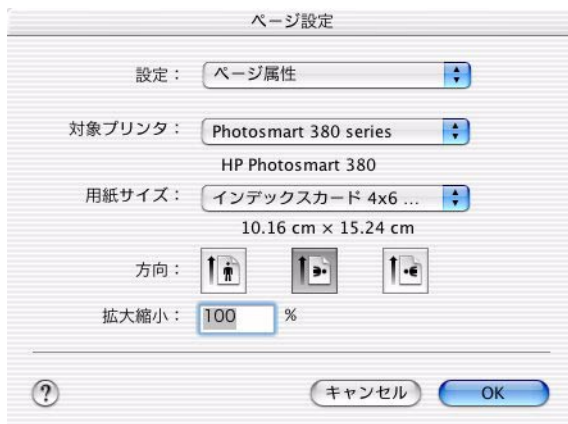 ページ設定
設定： ページ属性
対象プリンタ： Photosmart 380 series
HP Photosmart 380
用紙サイズ： インデックスカード 4x6 ...
10.16 cm × 15.24 cm
方向：
拡大縮小： 100 %
? キャンセル OK